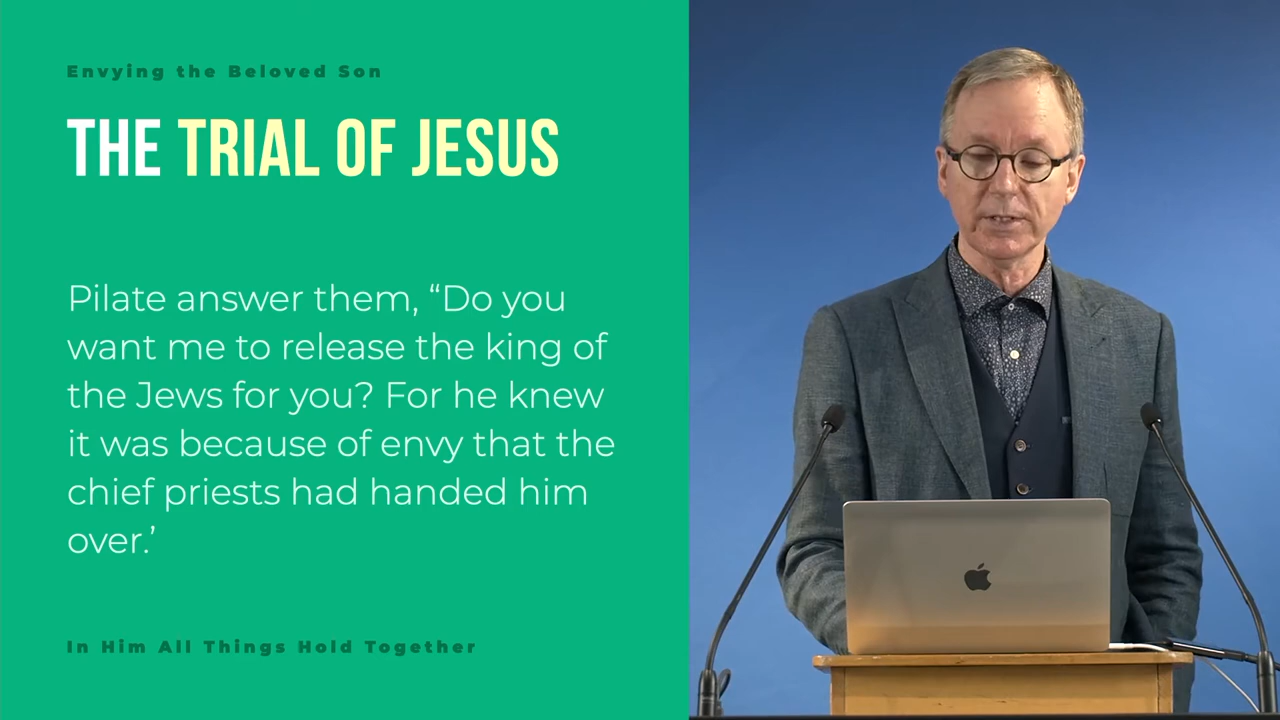 Envying the Beloved Son
THE TRIAL OF JESUS
Pilate answer them, “Do you
want me to release the king of
the Jews for you? For he knew
it was because of envy that the
chief priests had handed him
over.’
In Him All Things Hold Together